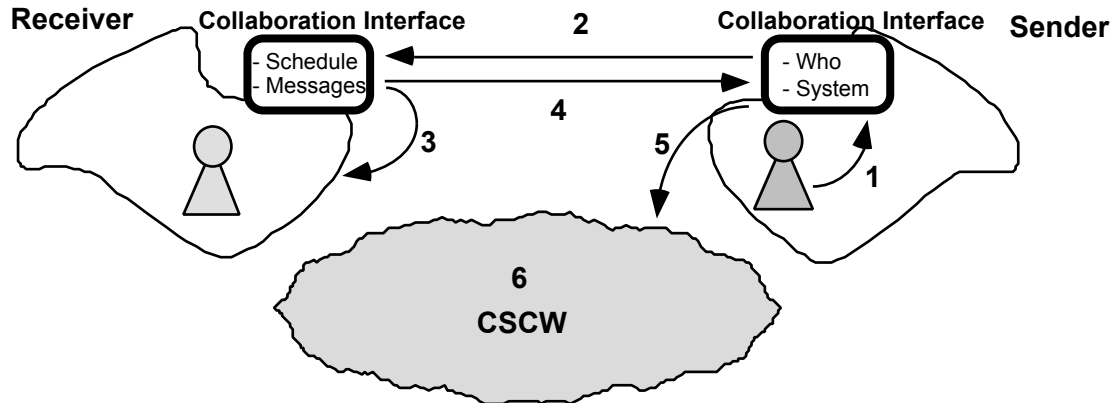 Receiver
Collaboration Interface
2
Collaboration Interface
Sender
- Schedule
- Messages
- Who
- System
4
3
5
1
6
CSCW